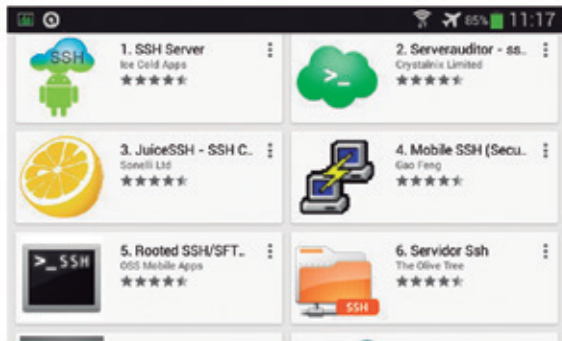 85% 11:17
SSH
1. SSH Server
Ice Cold Apps
>_
2. Serverauditor - ss..
Crystalnix Limited
3. JuiceSSH - SSH C..
Sonelli Ltd
4. Mobile SSH (Secu..
Gao Feng
>_SSH
5. Rooted SSH/SFT..
OSS Mobile Apps
SSH
6. Servidor Ssh
The Olive Tree